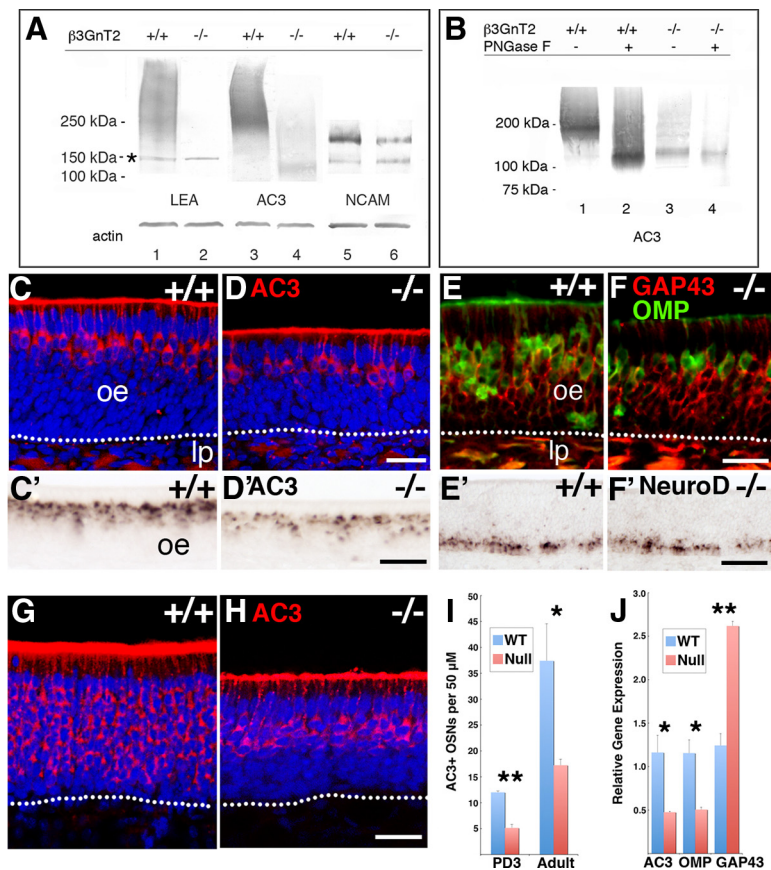 A
β3GnT2 +/+ -/- +/+ -/- +/+ -/-
250 kDa -
* 150 kDa -
100 kDa -
LEA AC3 NCAM
actin
1 2 3 4 5 6
B
β3GnT2 +/+ +/+ -/- -/-
PNGase F - + - +
200 kDa -
100 kDa -
75 kDa -
1 2 3 4
AC3
C +/+
oe
lp
D AC3 -/-
E +/+
oe
lp
F GAP43 -/-
OMP
C' +/+
oe
D' AC3 -/-
E' +/+
F' NeuroD -/-
G +/+
H AC3 -/-
I
AC3+ OSNs per 50 μM
50
45
40
35
30
25
20
15
10
5
WT
Null
*
**
PD3 Adult
J
Relative Gene Expression
3.0
2.5
2.0
1.5
1.0
0.5
WT
Null
**
* *
AC3 OMP GAP43